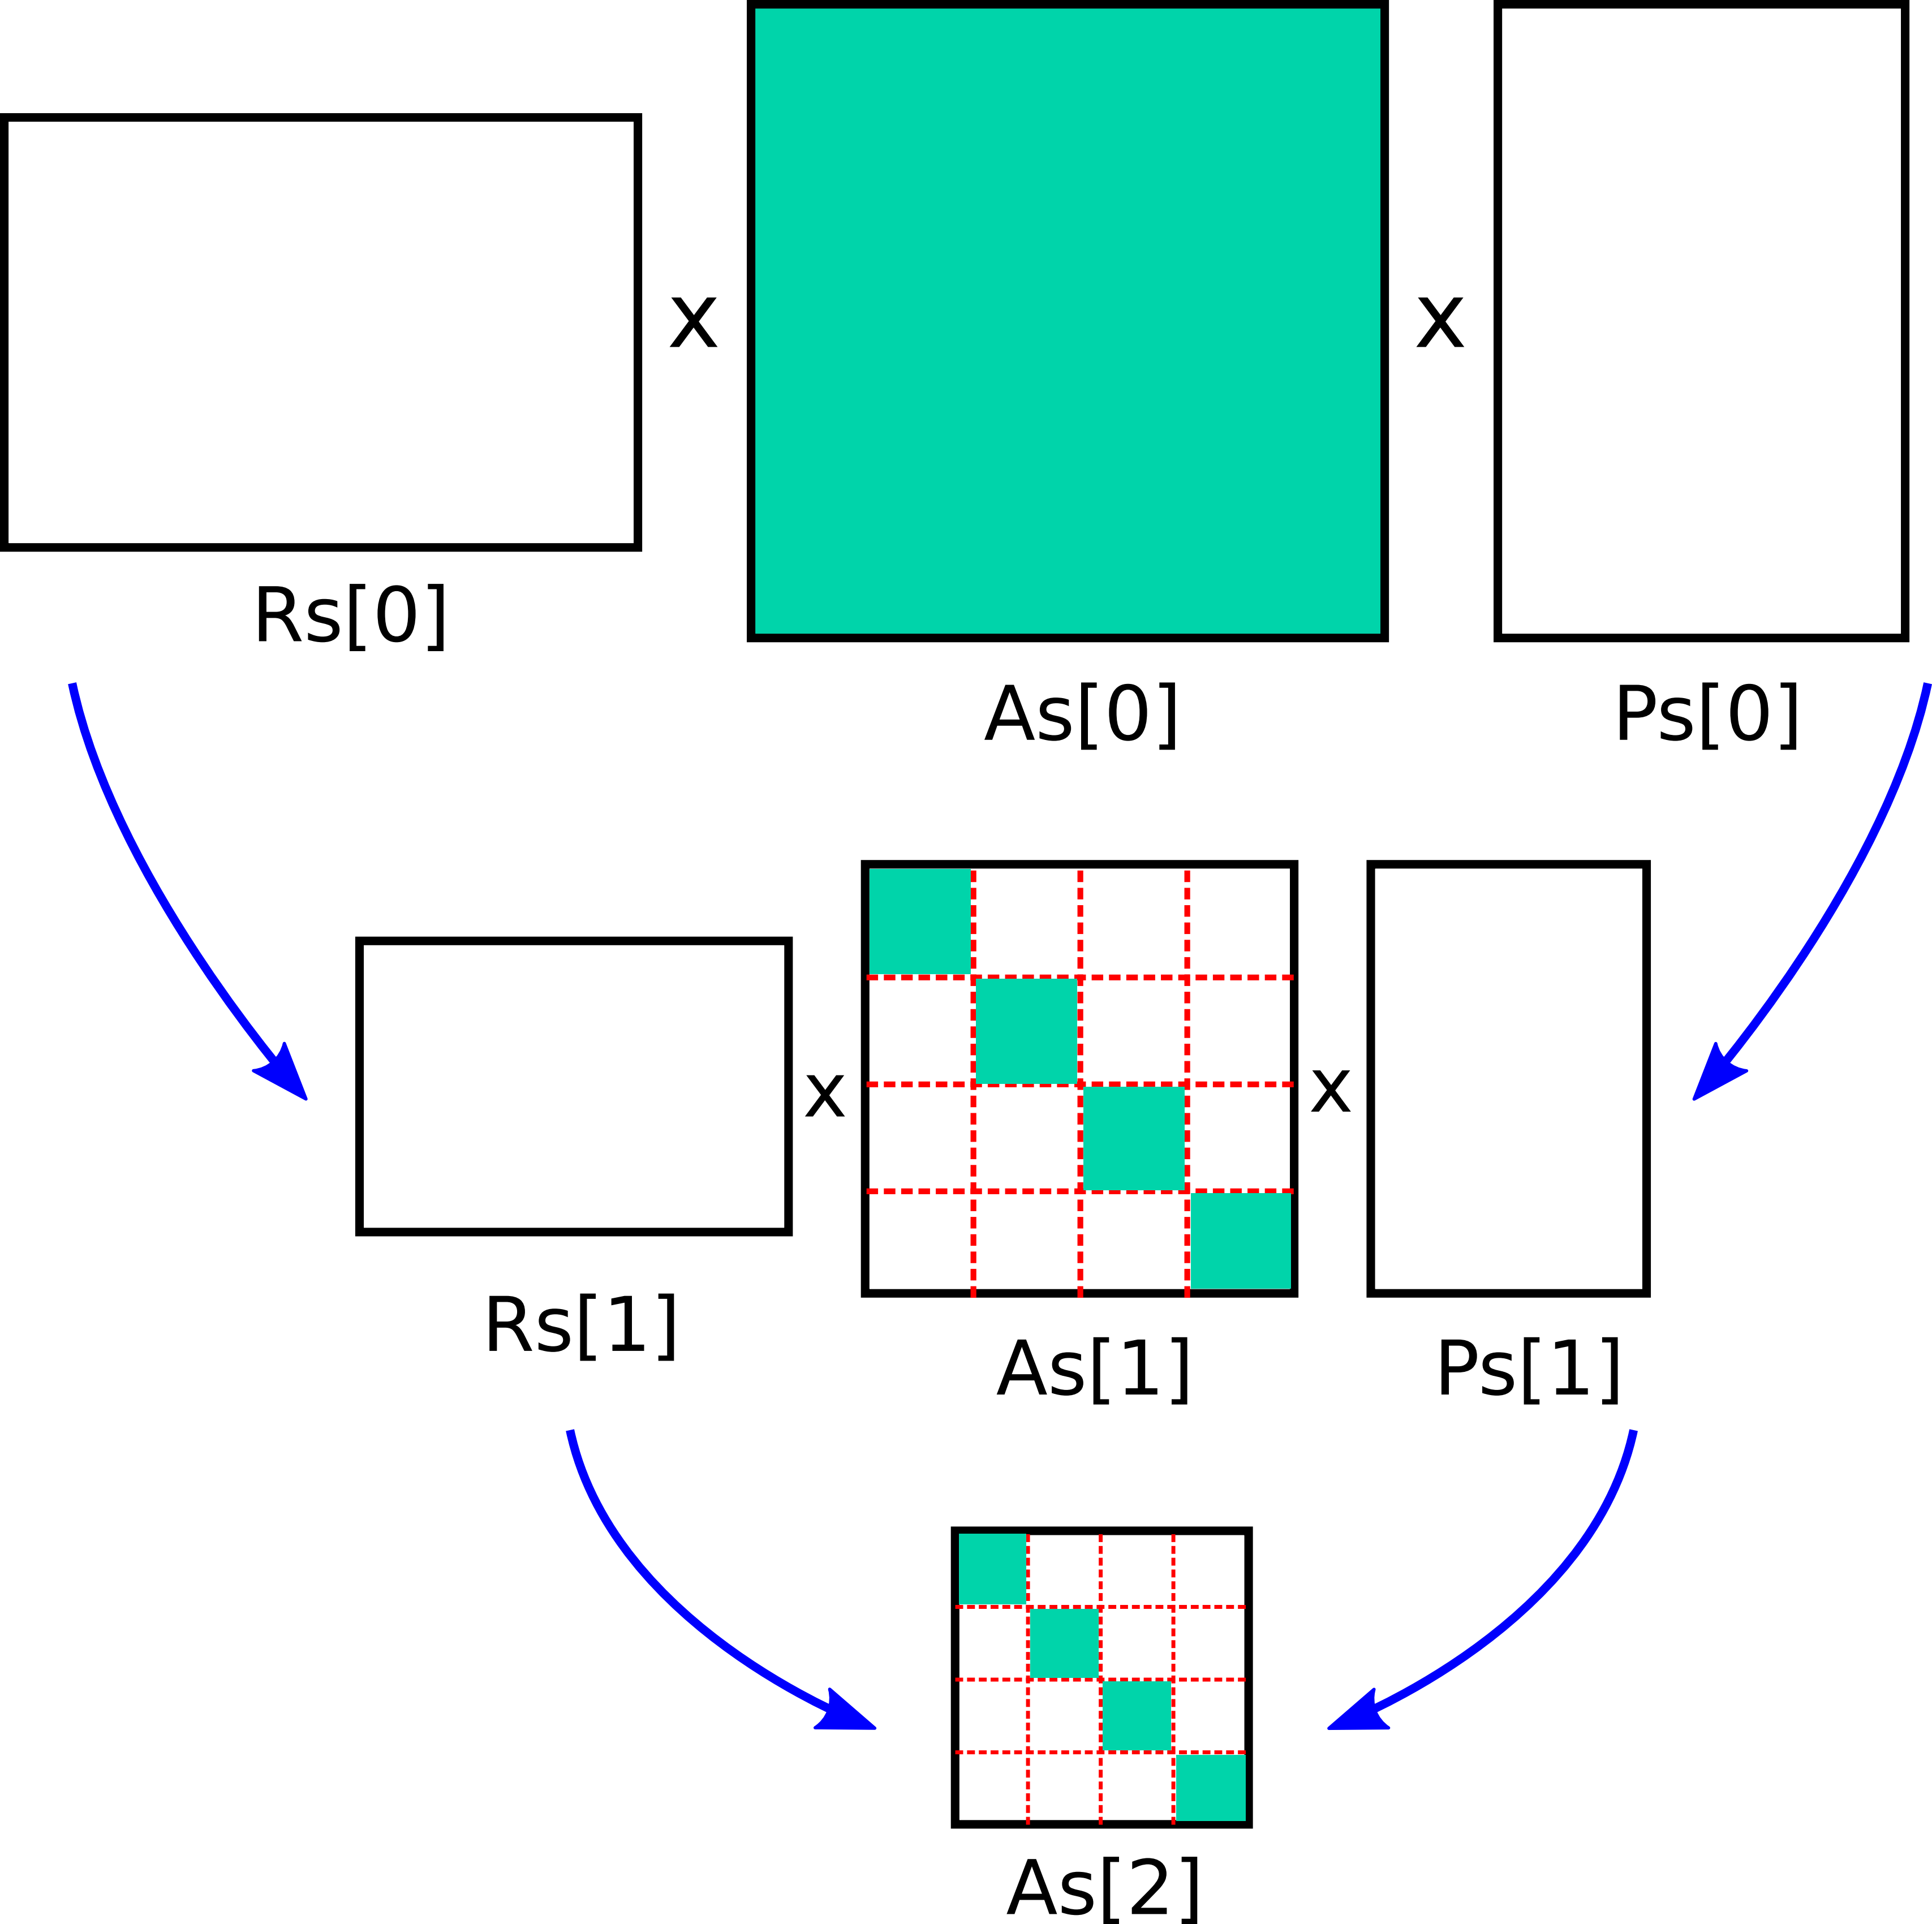 x
x
Rs[0]
As[0]
Ps[0]
x
x
Rs[1]
As[1]
Ps[1]
As[2]